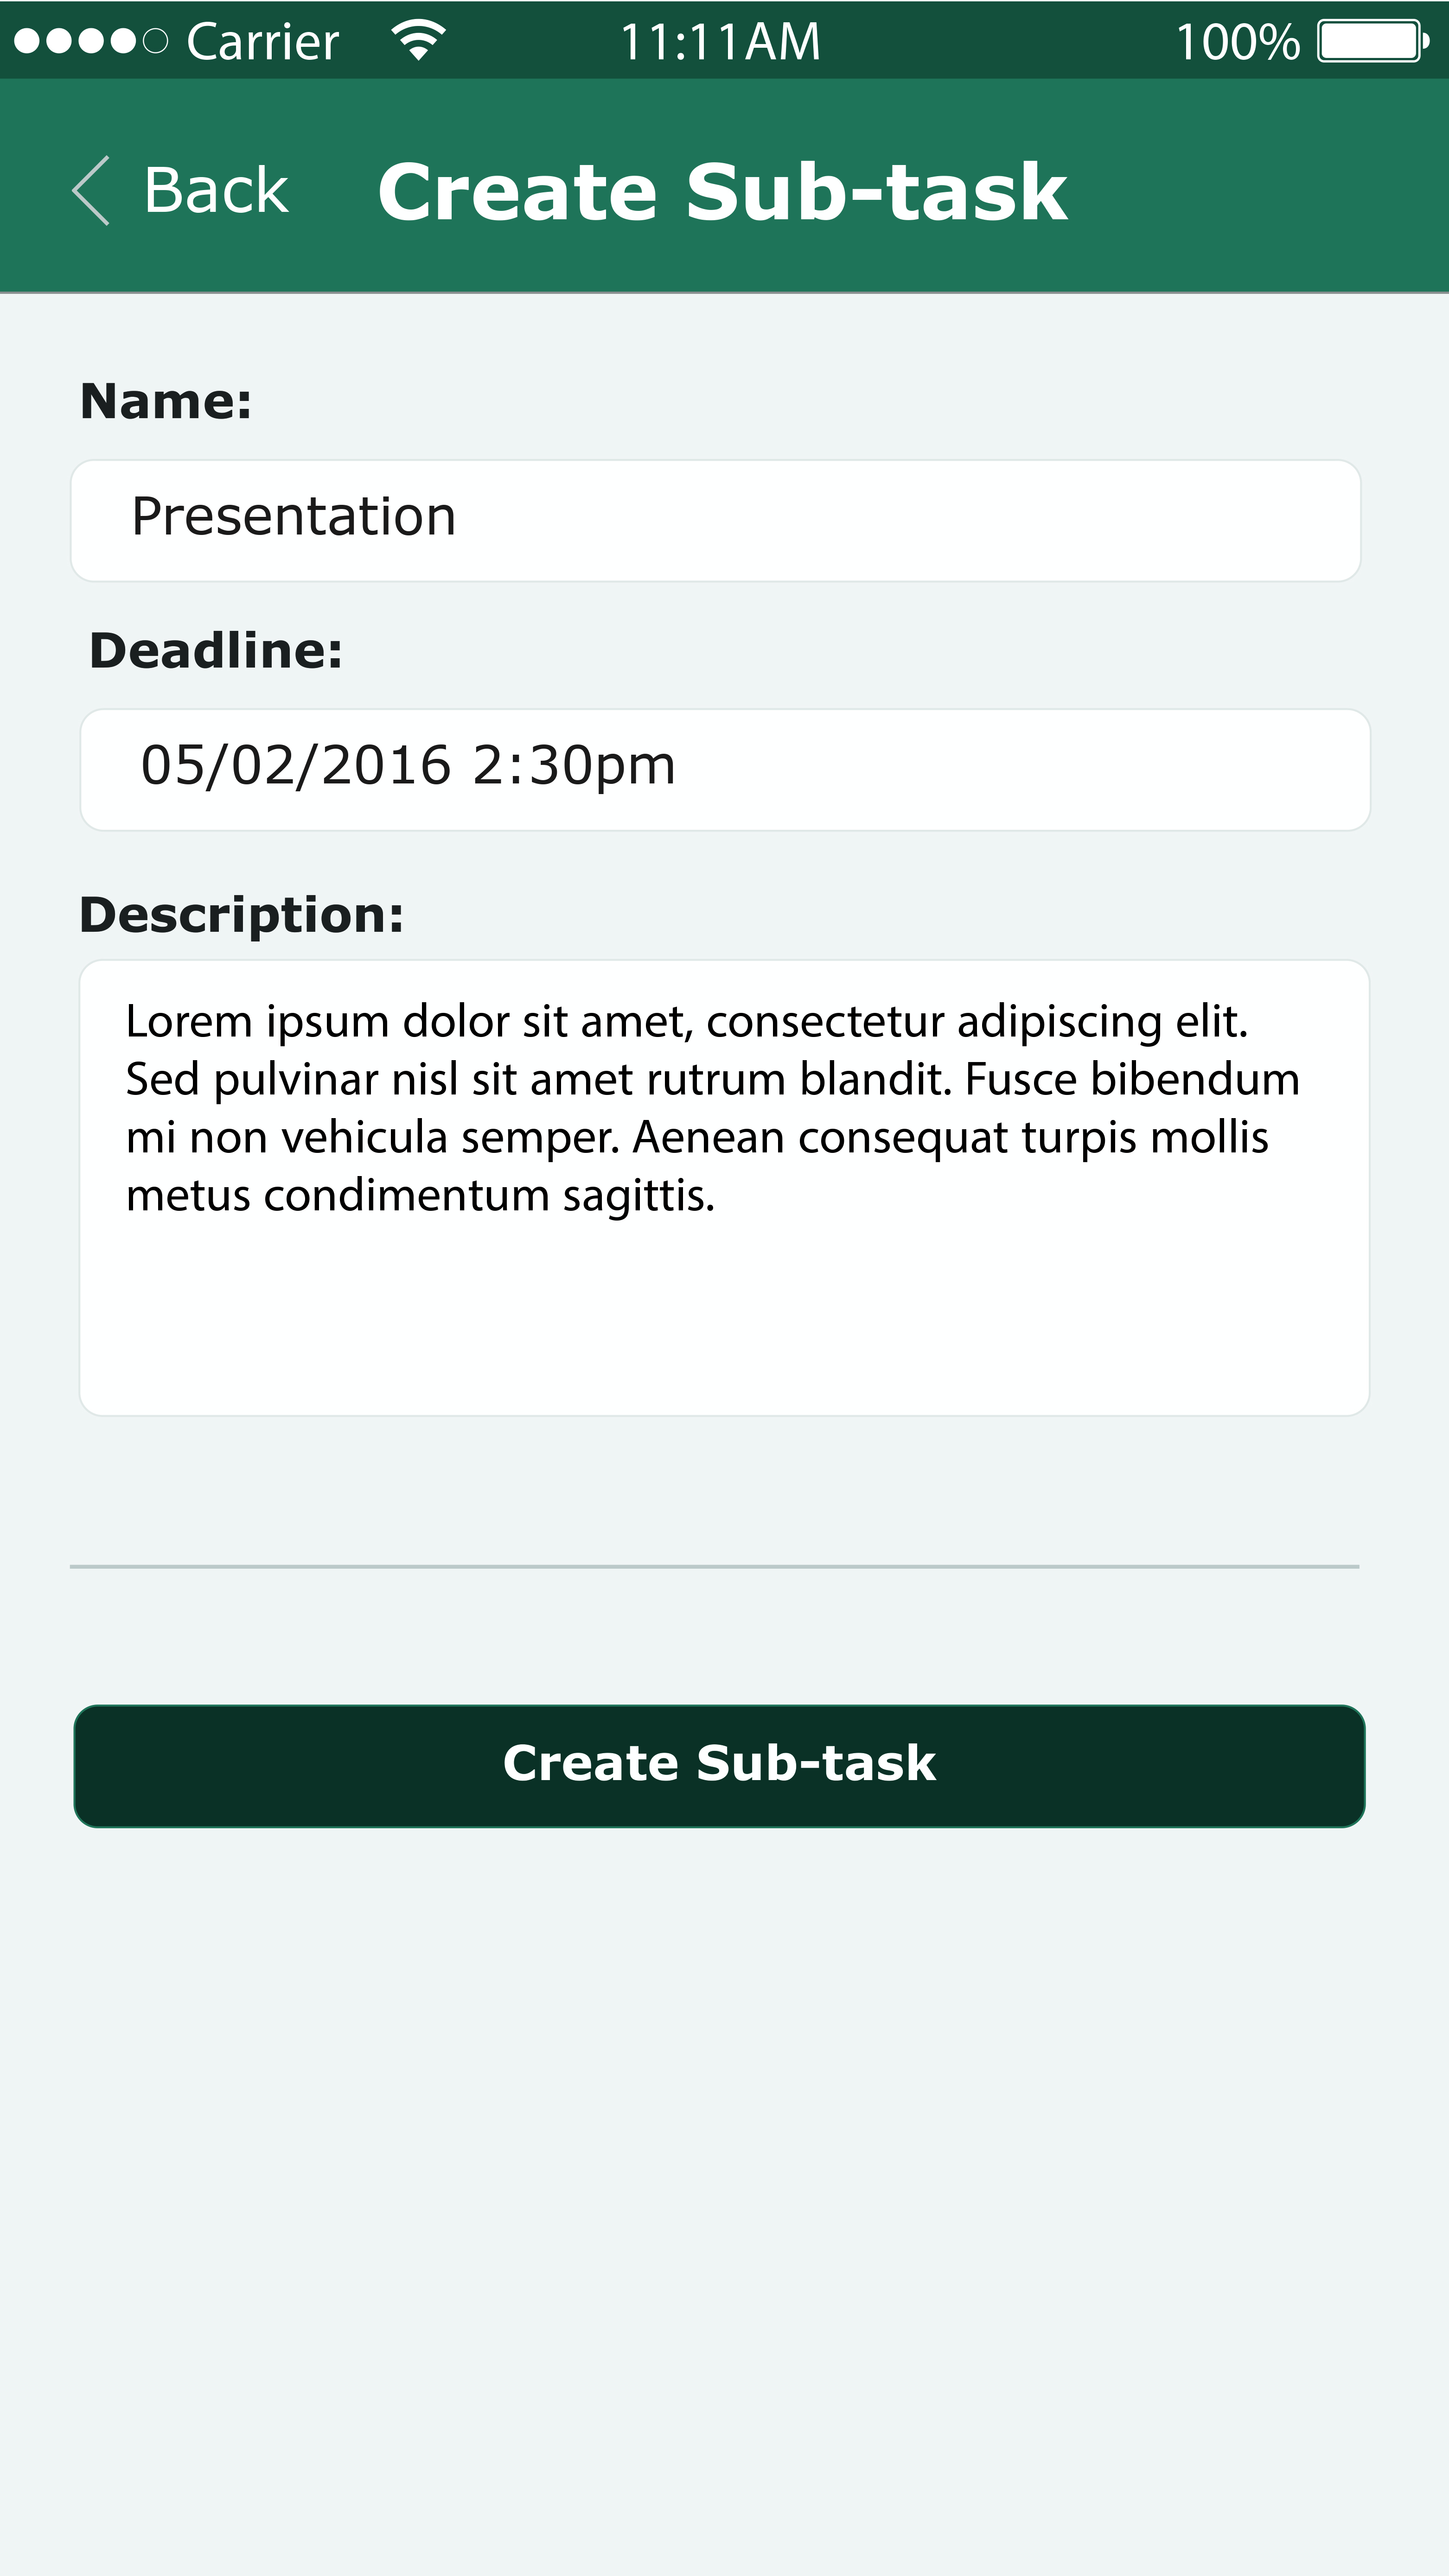 Carrier 11:11AM 100%
Back Create Sub-task
Name:
Presentation
Deadline:
05/02/2016 2:30pm
Description:
Lorem ipsum dolor sit amet, consectetur adipiscing elit.
Sed pulvinar nisl sit amet rutrum blandit. Fusce bibendum
mi non vehicula semper. Aenean consequat turpis mollis
metus condimentum sagittis.
Create Sub-task